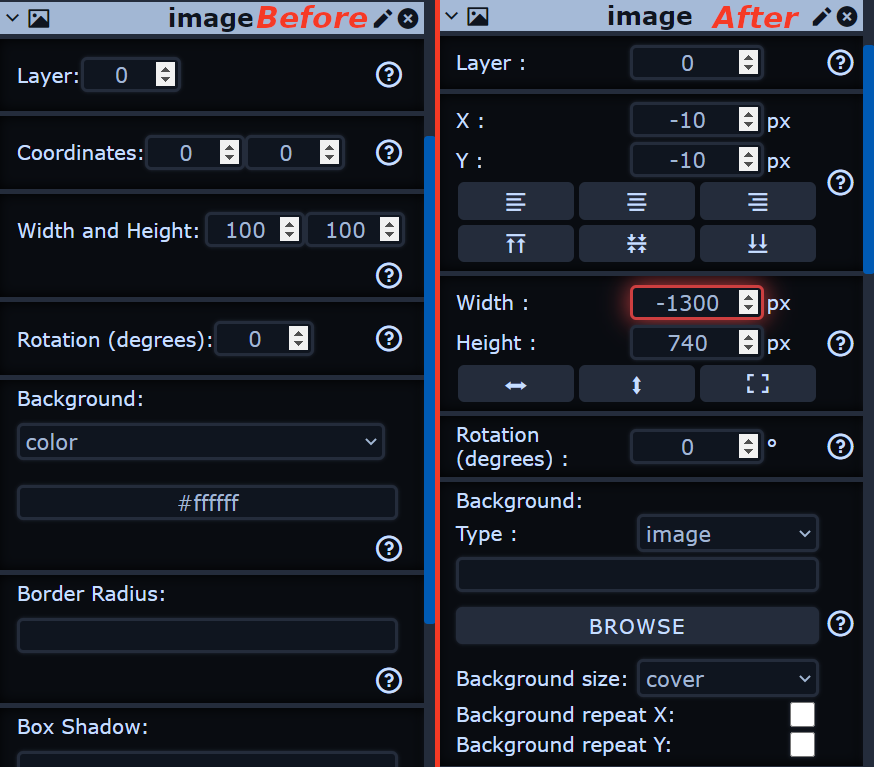 image Before
Layer: 0
Coordinates: 0 0
Width and Height: 100 100
Rotation (degrees): 0
Background:
color
#ffffff
Border Radius:
Box Shadow:
image After
Layer : 0
X : -10 px
Y : -10 px
Width : -1300 px
Height : 740 px
Rotation
(degrees) : 0 °
Background:
Type : image
BROWSE
Background size: cover
Background repeat X:
Background repeat Y: